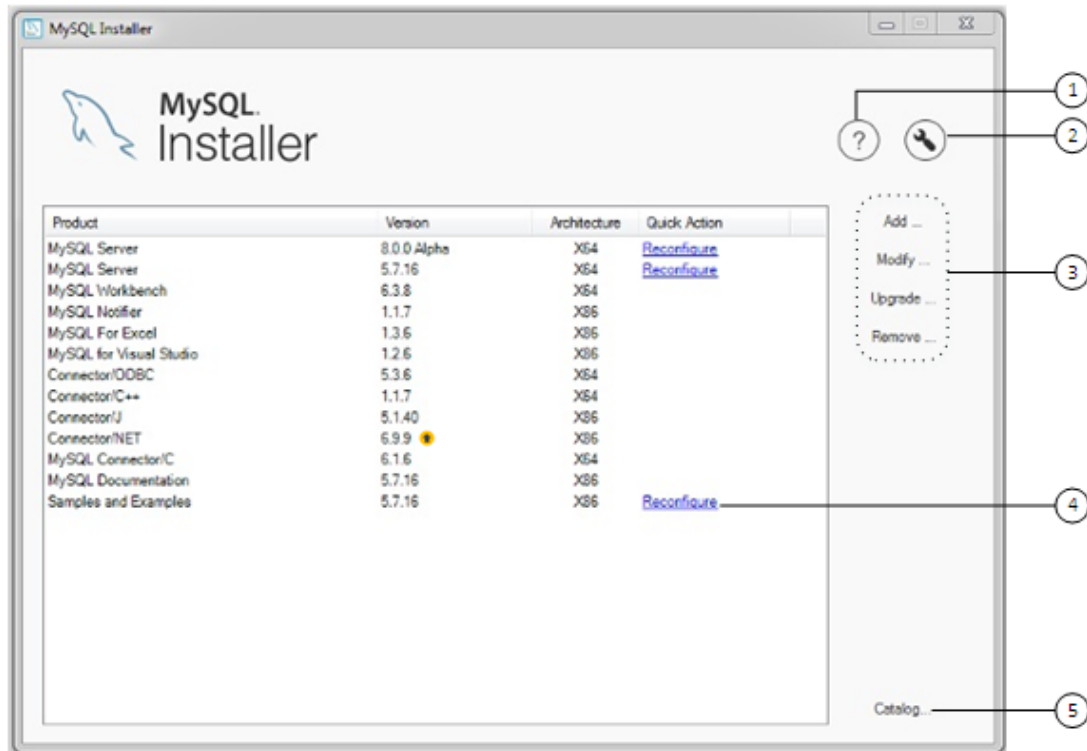 MySQL Installer
MySQL.
Installer
1
? 2
Product Version Architecture Quick Action
MySQL Server 8.0.0 Alpha X64 Reconfigure
MySQL Server 5.7.16 X64 Reconfigure
MySQL Workbench 6.3.8 X64
MySQL Notifier 1.1.7 X86
MySQL For Excel 1.3.6 X86
MySQL for Visual Studio 1.2.6 X86
Connector/ODBC 5.3.6 X64
Connector/C++ 1.1.7 X64
Connector/J 5.1.40 X86
Connector/NET 6.9.9 X86
MySQL Connector/C 6.1.6 X64
MySQL Documentation 5.7.16 X86
Samples and Examples 5.7.16 X86 Reconfigure
Add ...
Modify ...
Upgrade ...
Remove ...
3
4
Catalog...
5